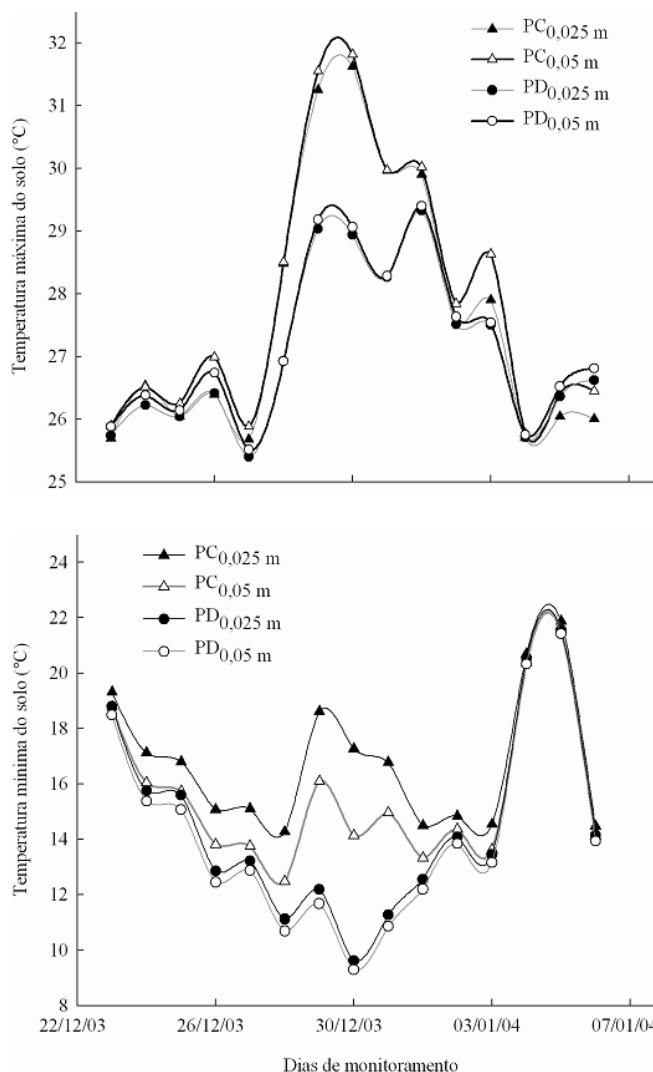 Temperatura máxima do solo (°C)
32
31
30
29
28
27
26
25
PC0,025 m
PC0,05 m
PD0,025 m
PD0,05 m
Temperatura mínima do solo (°C)
24
22
20
18
16
14
12
10
8
PC0,025 m
PC0,05 m
PD0,025 m
PD0,05 m
22/12/03 26/12/03 30/12/03 03/01/04 07/01/04
Dias de monitoramento